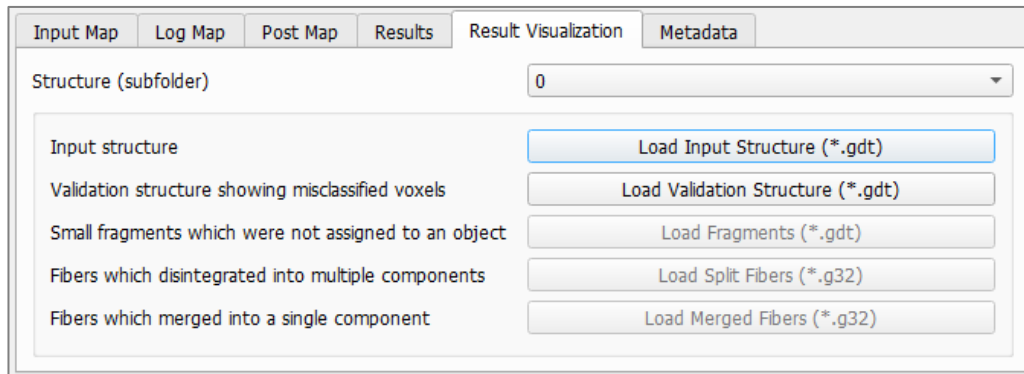 Input Map Log Map Post Map Results Result Visualization Metadata
Structure (subfolder) 0
Input structure Load Input Structure (*.gdt)
Validation structure showing misclassified voxels Load Validation Structure (*.gdt)
Small fragments which were not assigned to an object Load Fragments (*.gdt)
Fibers which disintegrated into multiple components Load Split Fibers (*.g32)
Fibers which merged into a single component Load Merged Fibers (*.g32)